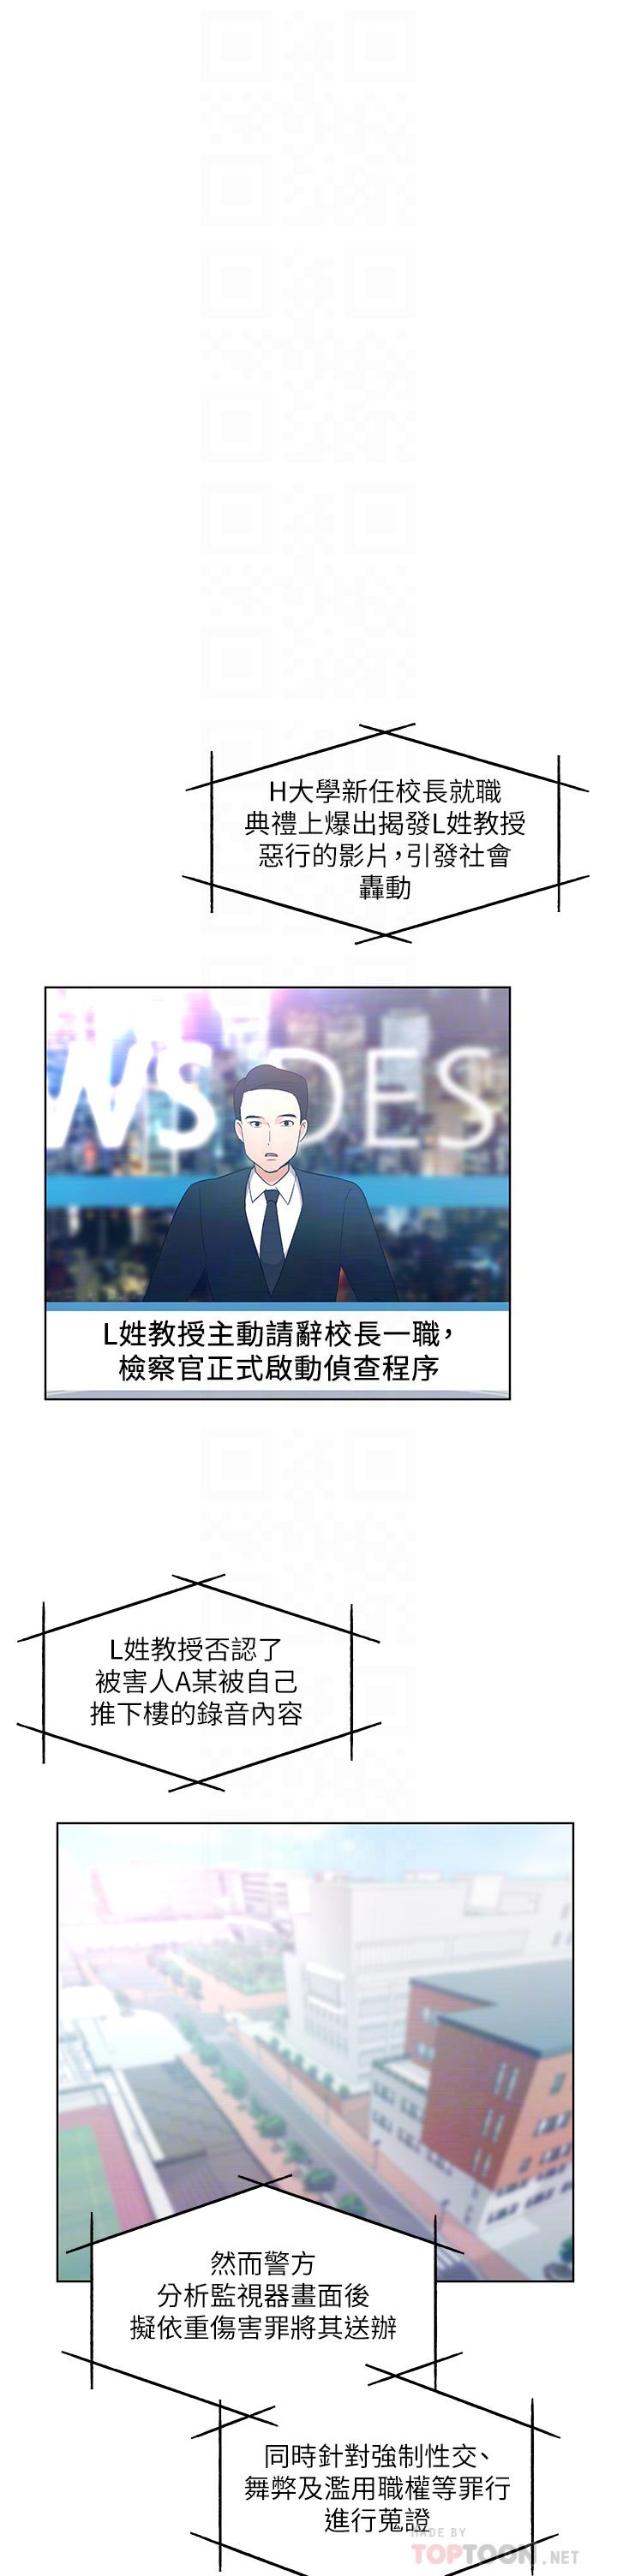 H大學新任校長就職
典禮上爆出揭發L姓教授
惡行的影片,引發社會
轟動
WS DES
L姓教授主動請辭校長一職,
檢察官正式啟動偵查程序
L姓教授否認了
被害人A某被自己
推下樓的錄音內容
然而警方
分析監視器畫面後
擬依重傷害罪將其送辦
同時針對強制性交、
舞弊及濫用職權等罪行
進行蒐證
MADE BY
TOPTOON.NET